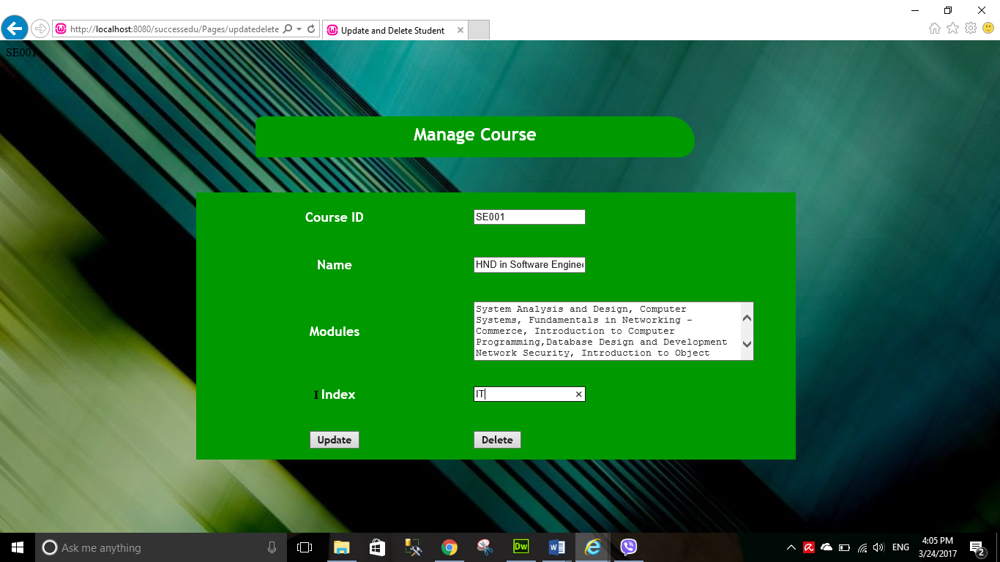 http://localhost:8080/successedu/Pages/updatedelete
Update and Delete Student
SE001
Manage Course
Course ID
SE001
Name
HND in Software Enginee
Modules
System Analysis and Design, Computer
Systems, Fundamentals in Networking -
Commerce, Introduction to Computer
Programming,Database Design and Development
Network Security, Introduction to Object
Index
IT
Update
Delete
Ask me anything
Dw
ENG
4:05 PM
3/24/2017
2